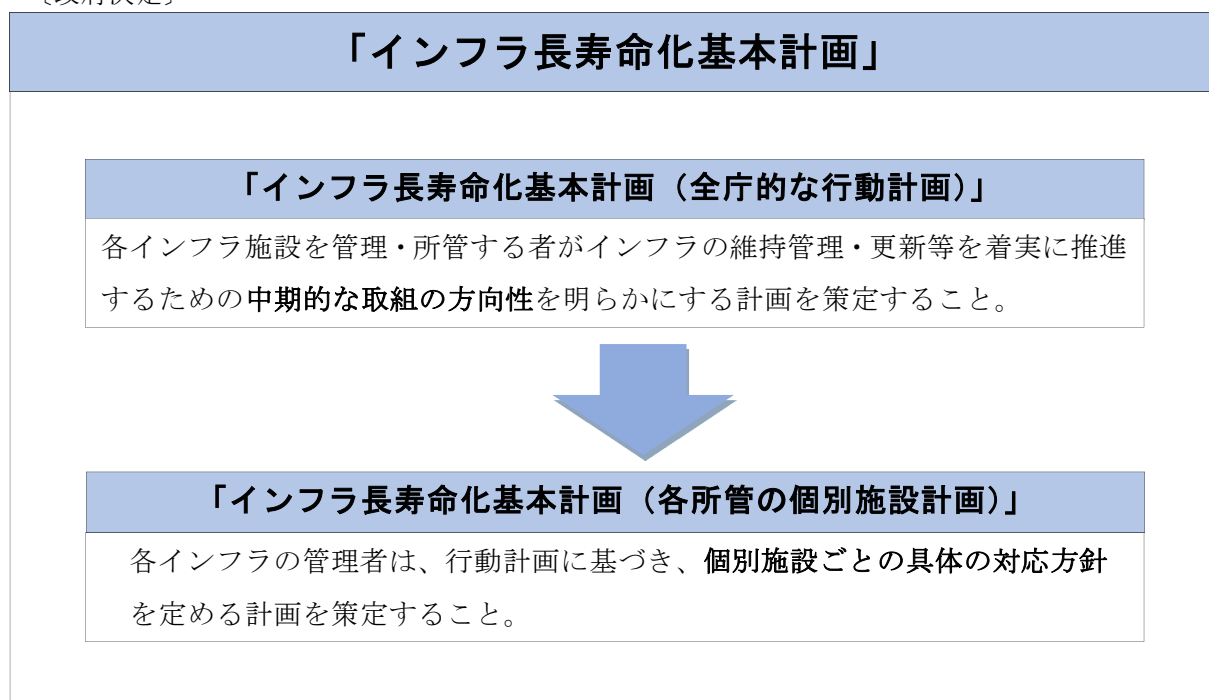 「インフラ長寿命化基本計画」
「インフラ長寿命化基本計画（全庁的な行動計画）」
各インフラ施設を管理・所管する者がインフラの維持管理・更新等を着実に推進
するための中期的な取組の方向性を明らかにする計画を策定すること。
「インフラ長寿命化基本計画（各所管の個別施設計画）」
各インフラの管理者は、行動計画に基づき、個別施設ごとの具体の対応方針
を定める計画を策定すること。